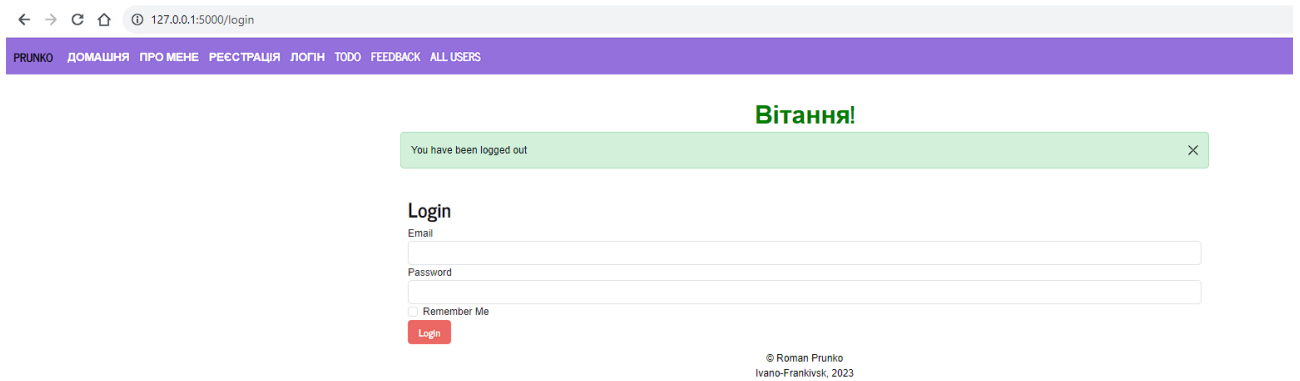 127.0.0.1:5000/login
PRUNKO ДОМАШНЯ ПРО МЕНЕ РЕЄСТРАЦІЯ ЛОГІН TODO FEEDBACK ALL USERS
Вітання!
You have been logged out
Login
Email
Password
Remember Me
Login
© Roman Prunko
Ivano-Frankivsk, 2023